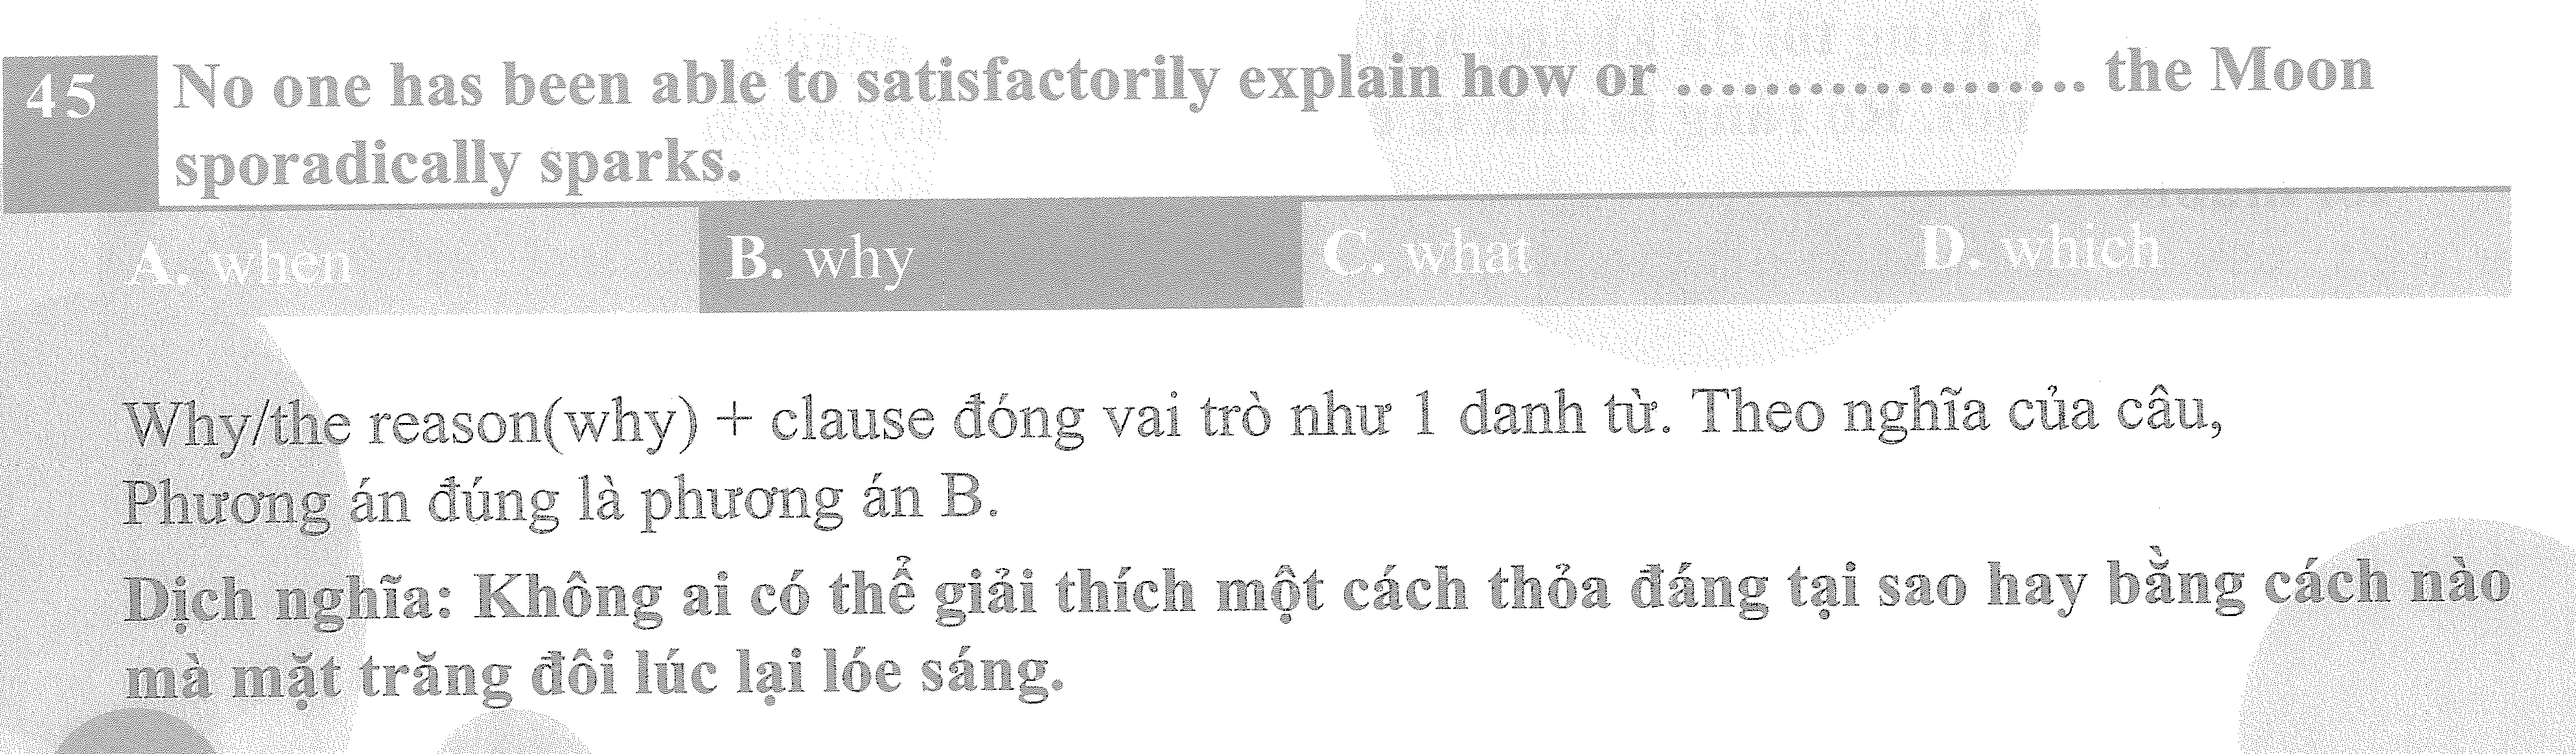 45 No one has been able to satisfactorily explain how or .................. the Moon
sporadically sparks.
A. when B. why C. what D. which
Why/the reason(why) + clause đóng vai trò như 1 danh từ. Theo nghĩa của câu,
Phương án đúng là phương án B.
Dịch nghĩa: Không ai có thể giải thích một cách thỏa đáng tại sao hay bằng cách nào
mà mặt trăng đôi lúc lại lóe sáng.